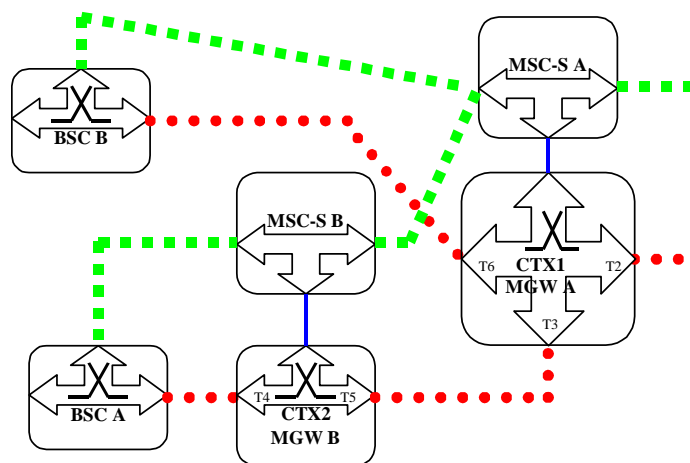 MSC-S A
BSC B
MSC-S B
T6
CTX1
T2
MGW A
T3
T4
CTX2
T5
BSC A
MGW B